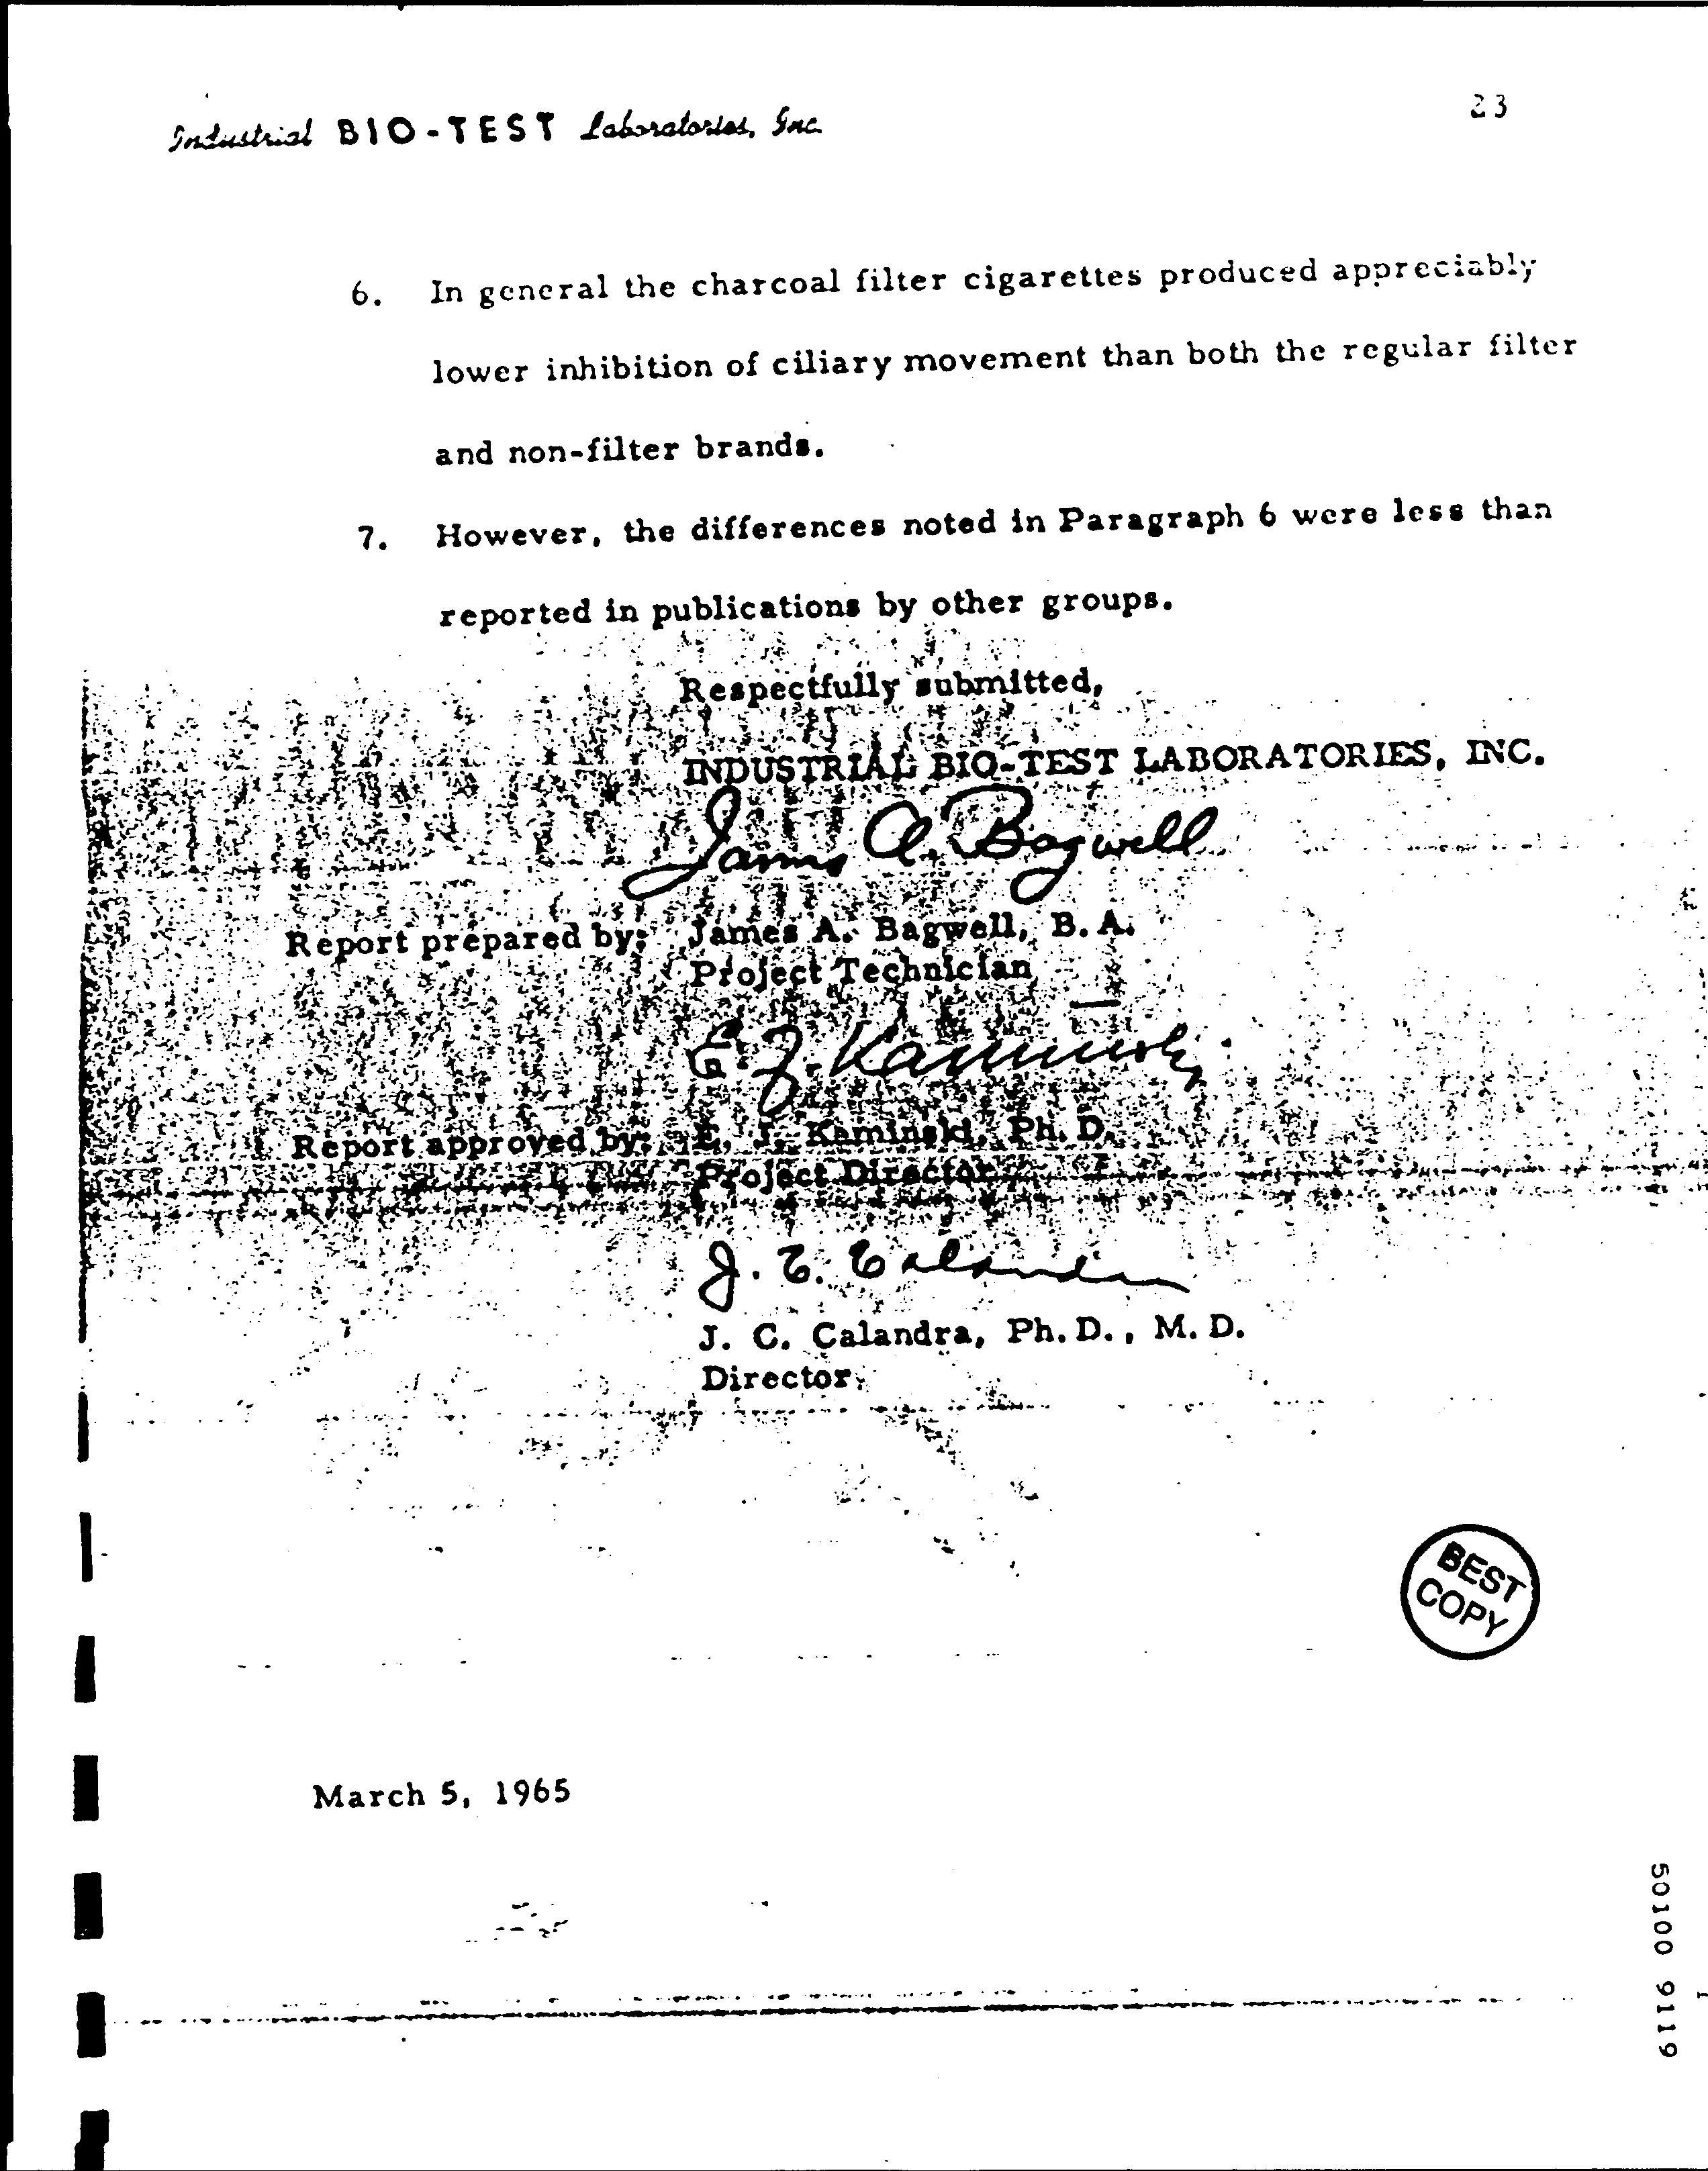 Industrial BIO-TEST Laboratories, Inc.
23
6. In general the charcoal filter cigarettes produced appreciably
lower inhibition of ciliary movement than both the regular filter
and non-filter brands.
7. However, the differences noted in Paragraph 6 were less than
reported in publications by other groups.
Respectfully submitted,
INDUSTRIAL BIO-TEST LABORATORIES, INC.
James A. Bagwell
Report prepared by: James A. Bagwell, B. A.
Project Technician
E. J. Kaminski
Report approved by: E. J. Kaminski, Ph. D.
Project Director
J. C. Calandra
J. C. Calandra, Ph. D., M. D.
Director
BEST
COPY
March 5, 1965
50100 9119